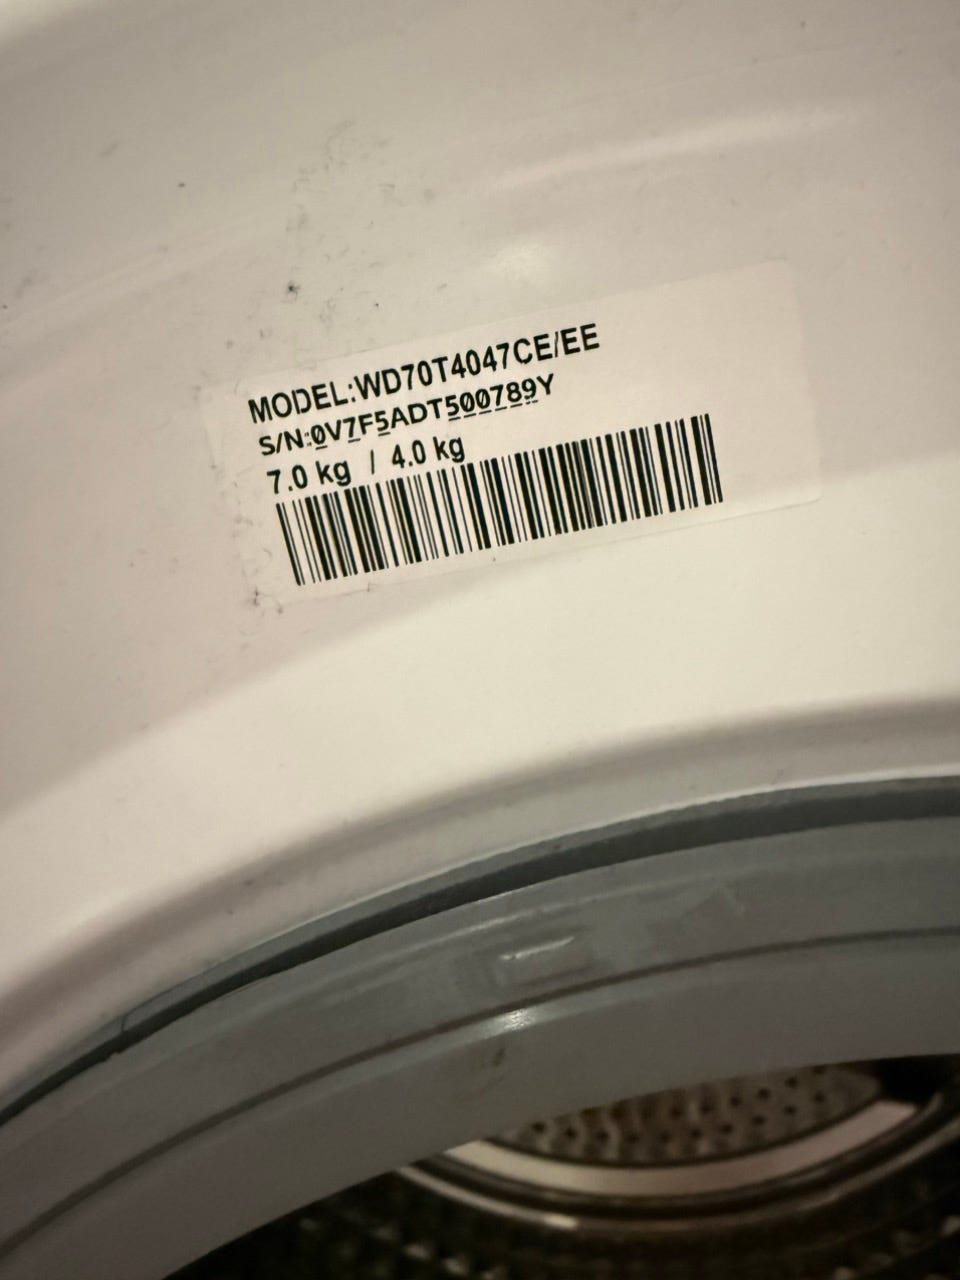 MODEL:WD70T4047CE/EE
S/N:0V7F5ADT500789Y
7.0 kg / 4.0 kg